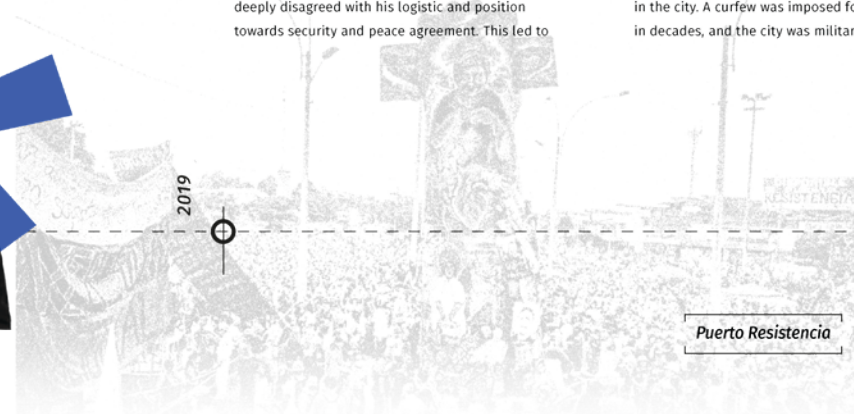 deeply disagreed with his logistic and position
towards security and peace agreement. This led to
in the city. A curfew was imposed fo
in decades, and the city was militar
2019
RESISTENCIA
Puerto Resistencia